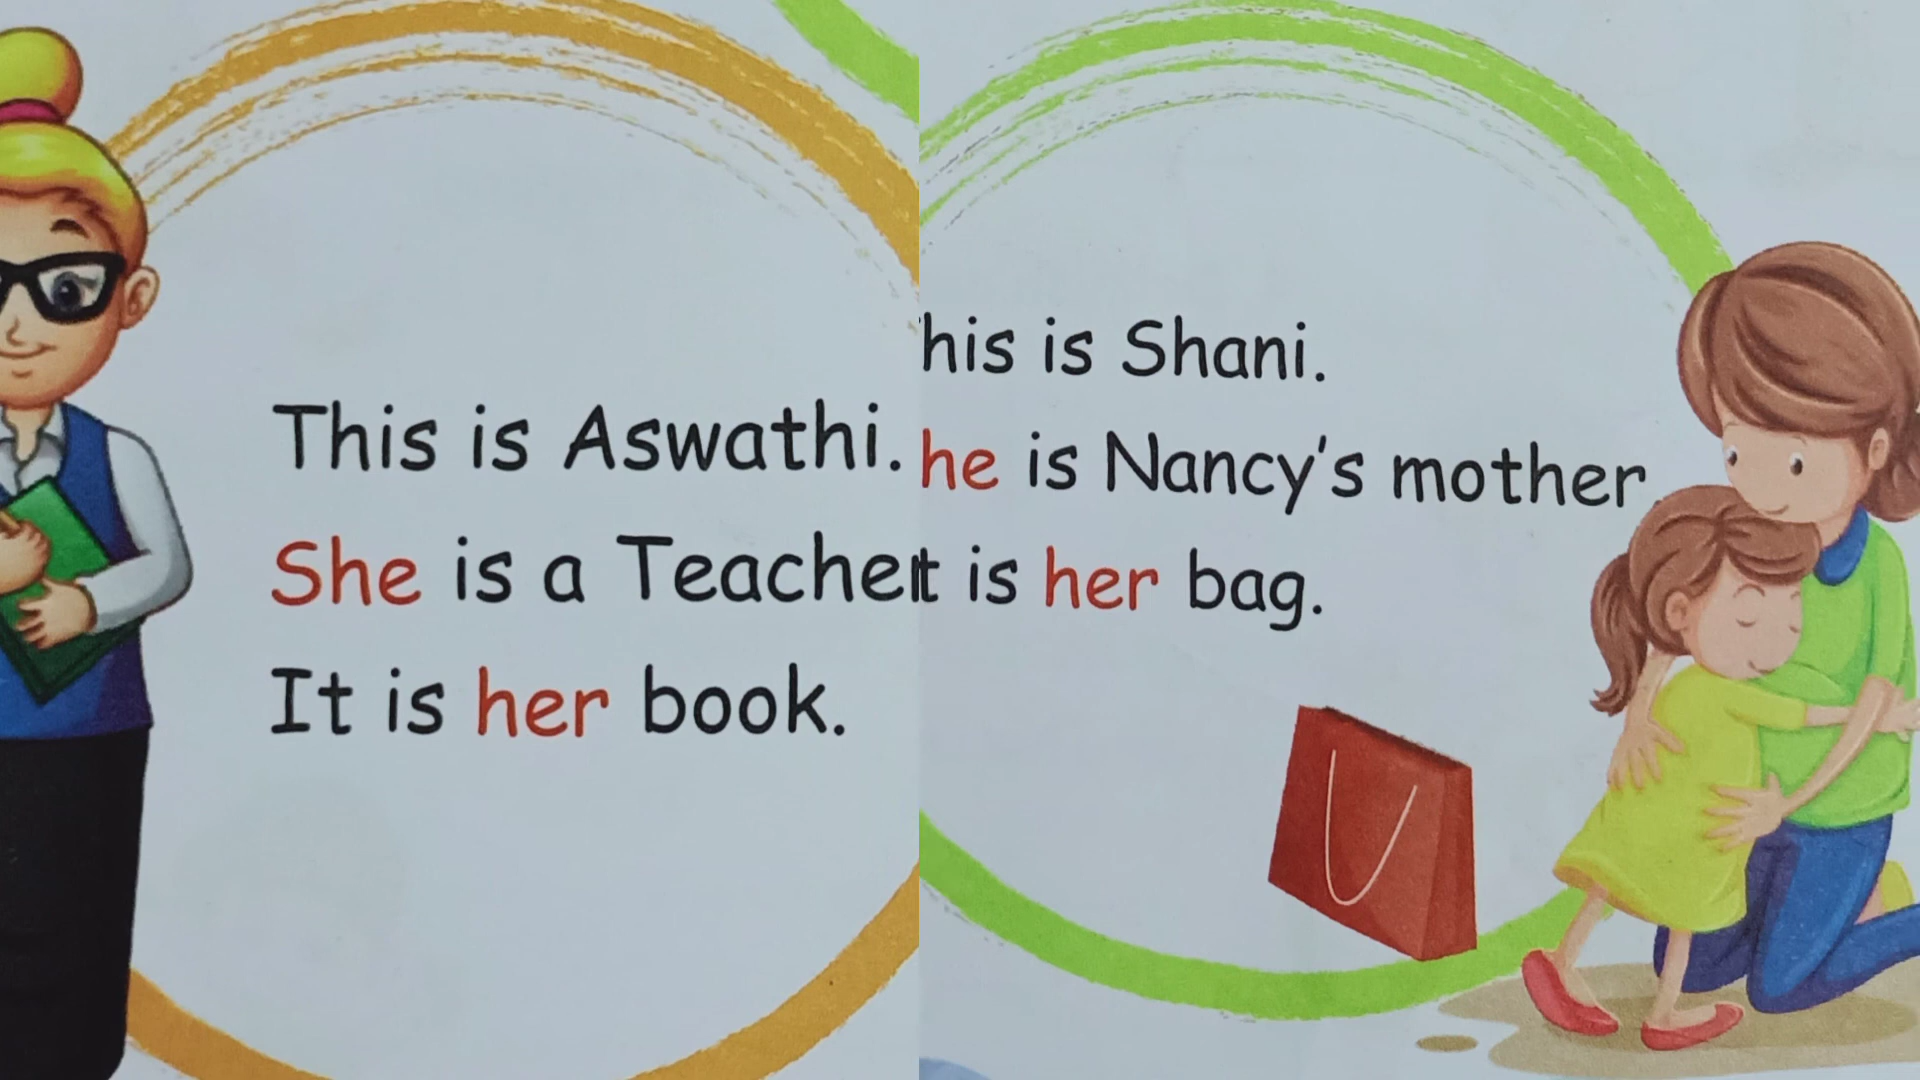 This is Aswathi.
She is a Teache
It is her book.
his is Shani.
he is Nancy's mother
t is her bag.